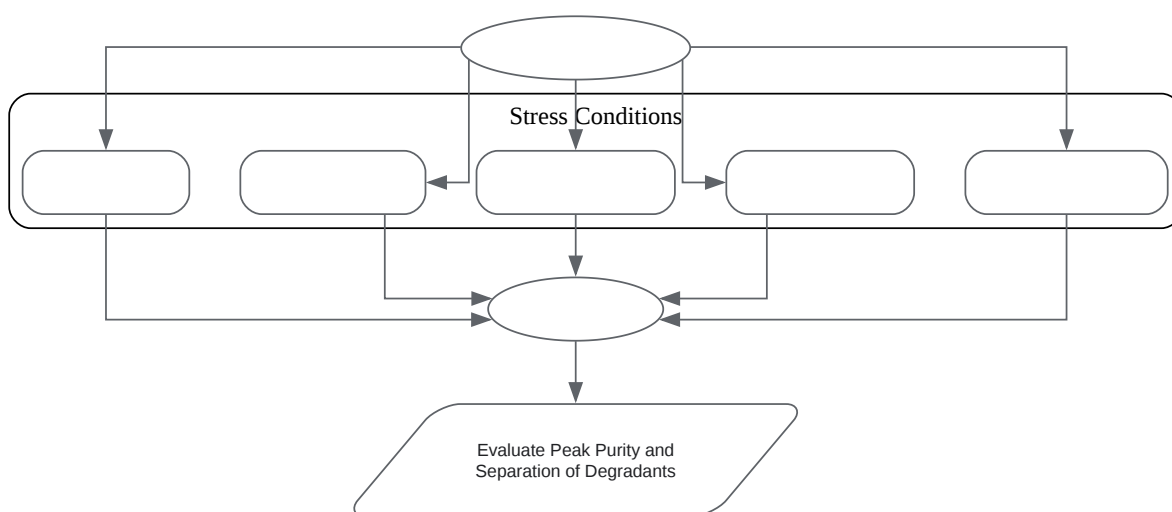 Stress Conditions
Evaluate Peak Purity and
Separation of Degradants